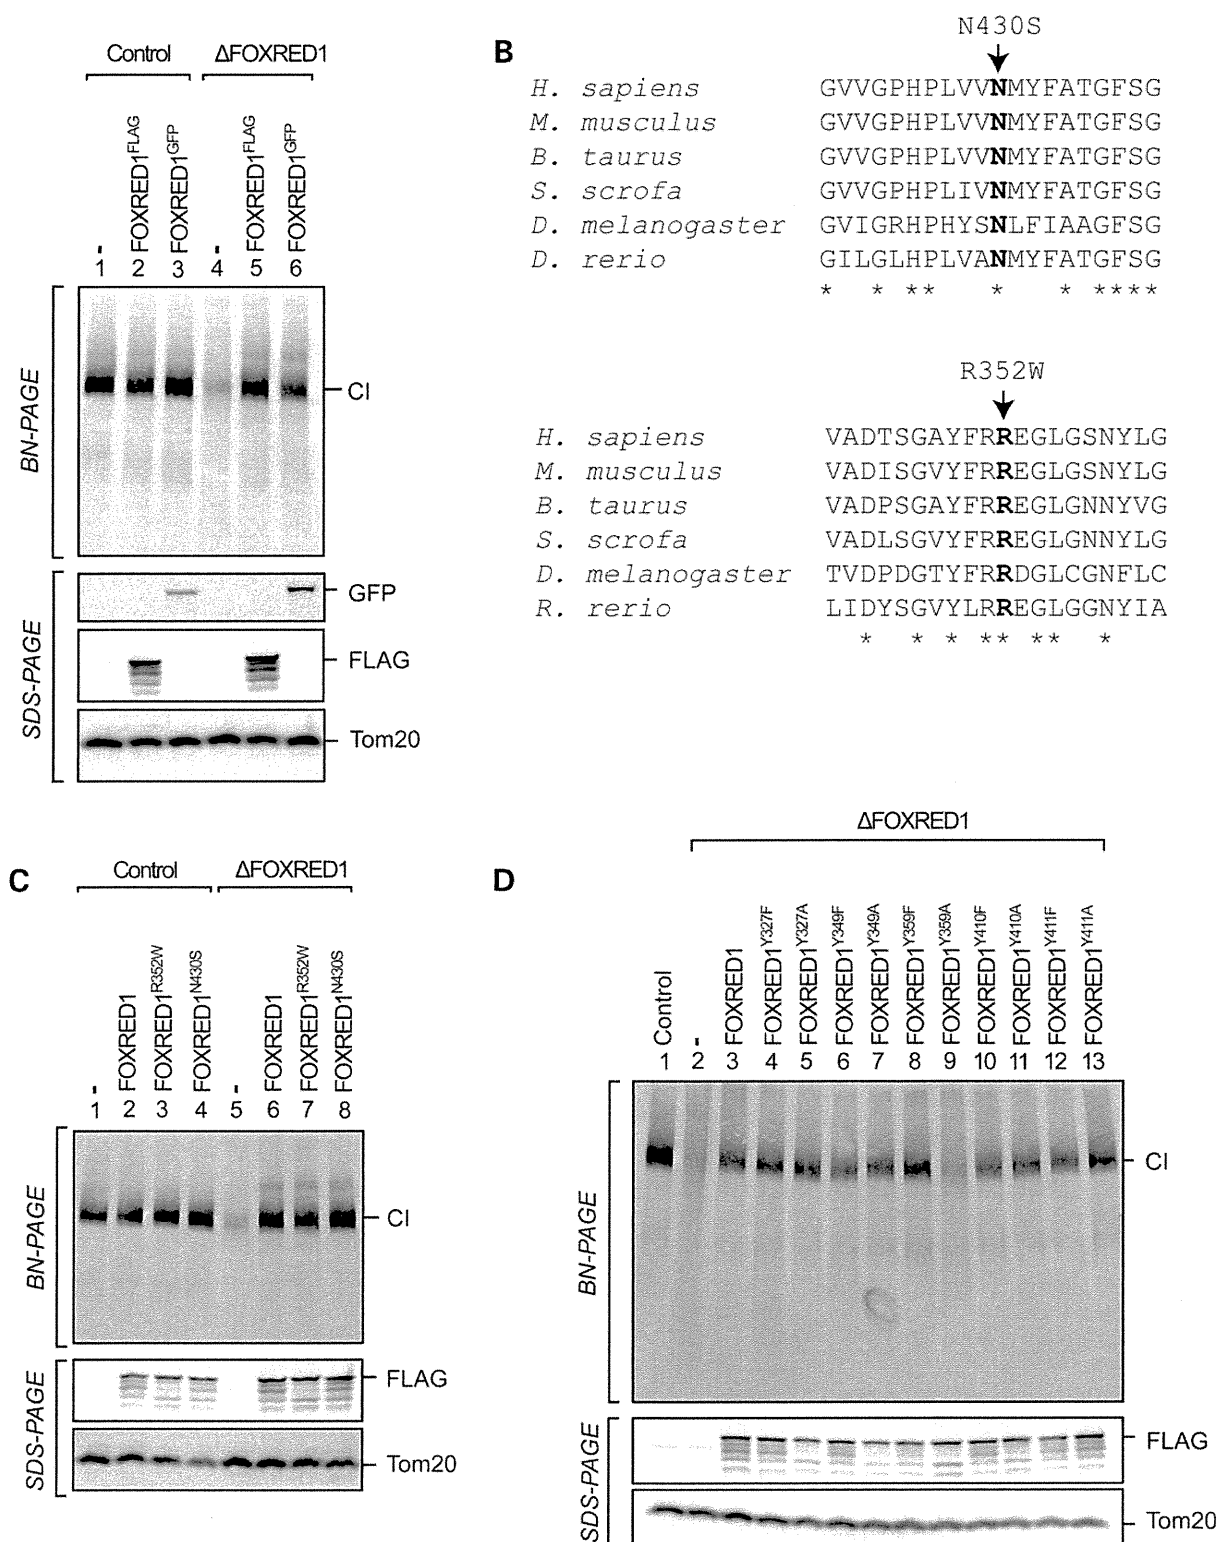 Control ΔFOXRED1
- FOXRED1FLAG FOXRED1GFP - FOXRED1FLAG FOXRED1GFP
1 2 3 4 5 6
BN-PAGE
CI
SDS-PAGE
GFP
FLAG
Tom20
B
N430S
H. sapiens GVVGPHPLVVNMYFATGFSG
M. musculus GVVGPHPLVVNMYFATGFSG
B. taurus GVVGPHPLVVNMYFATGFSG
S. scrofa GVVGPHPLIVNMYFATGFSG
D. melanogaster GVIGRHPHYSNLFIAAGFSG
D. rerio GILGLHPLVANMYFATGFSG
* * ** * * ****
R352W
H. sapiens VADTSGAYFRREGLGSNYLG
M. musculus VADISGVYFRREGLGSNYLG
B. taurus VADPSGAYFRREGLGNNYVG
S. scrofa VADLSGVYFRREGLGNNYLG
D. melanogaster TVDPDGTYFRRDGLCGNFLC
R. rerio LIDYSGVYLRREGLGGNYIA
* * * ** ** *
C
Control ΔFOXRED1
- FOXRED1 FOXRED1R352W FOXRED1N430S - FOXRED1 FOXRED1R352W FOXRED1N430S
1 2 3 4 5 6 7 8
BN-PAGE
CI
SDS-PAGE
FLAG
Tom20
D
ΔFOXRED1
Control - FOXRED1 FOXRED1Y327F FOXRED1Y327A FOXRED1Y349F FOXRED1Y349A FOXRED1Y359F FOXRED1Y359A FOXRED1Y410F FOXRED1Y410A FOXRED1Y411F FOXRED1Y411A
1 2 3 4 5 6 7 8 9 10 11 12 13
BN-PAGE
CI
SDS-PAGE
FLAG
Tom20